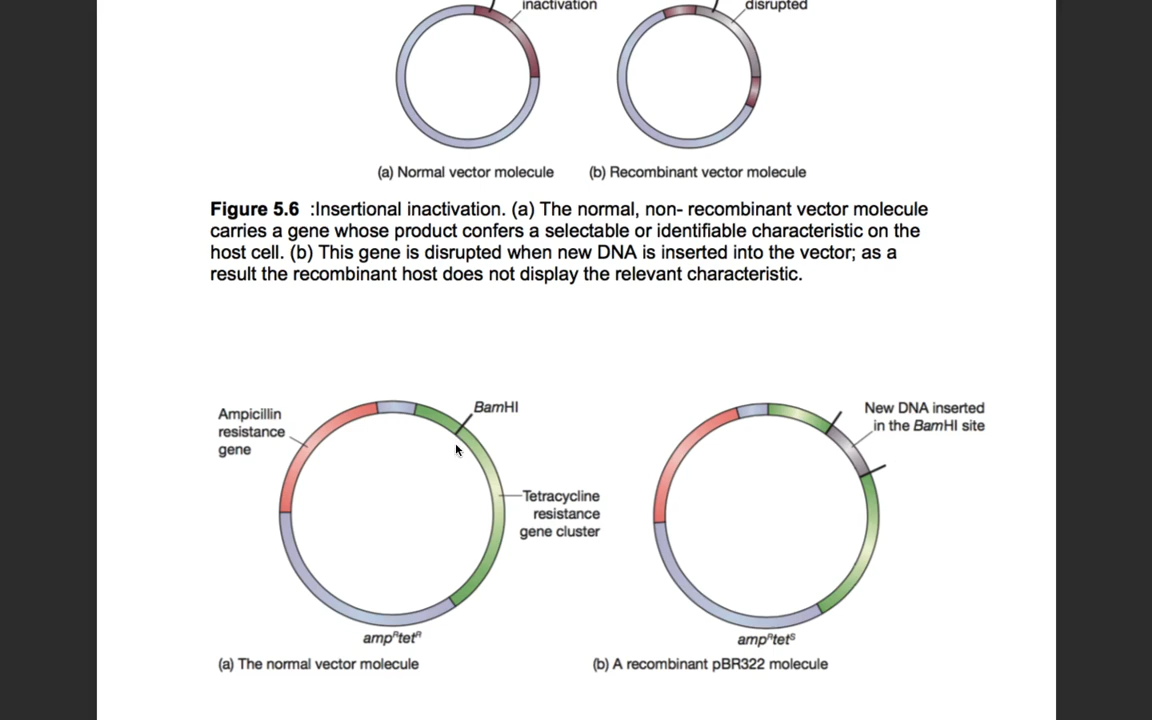 inactivation
disrupted
(a) Normal vector molecule
(b) Recombinant vector molecule
Figure 5.6 :Insertional inactivation. (a) The normal, non- recombinant vector molecule
carries a gene whose product confers a selectable or identifiable characteristic on the
host cell. (b) This gene is disrupted when new DNA is inserted into the vector; as a
result the recombinant host does not display the relevant characteristic.
Ampicillin
resistance
gene
BamHI
Tetracycline
resistance
gene cluster
ampᴿtetᴿ
(a) The normal vector molecule
New DNA inserted
in the BamHI site
ampᴿtetˢ
(b) A recombinant pBR322 molecule